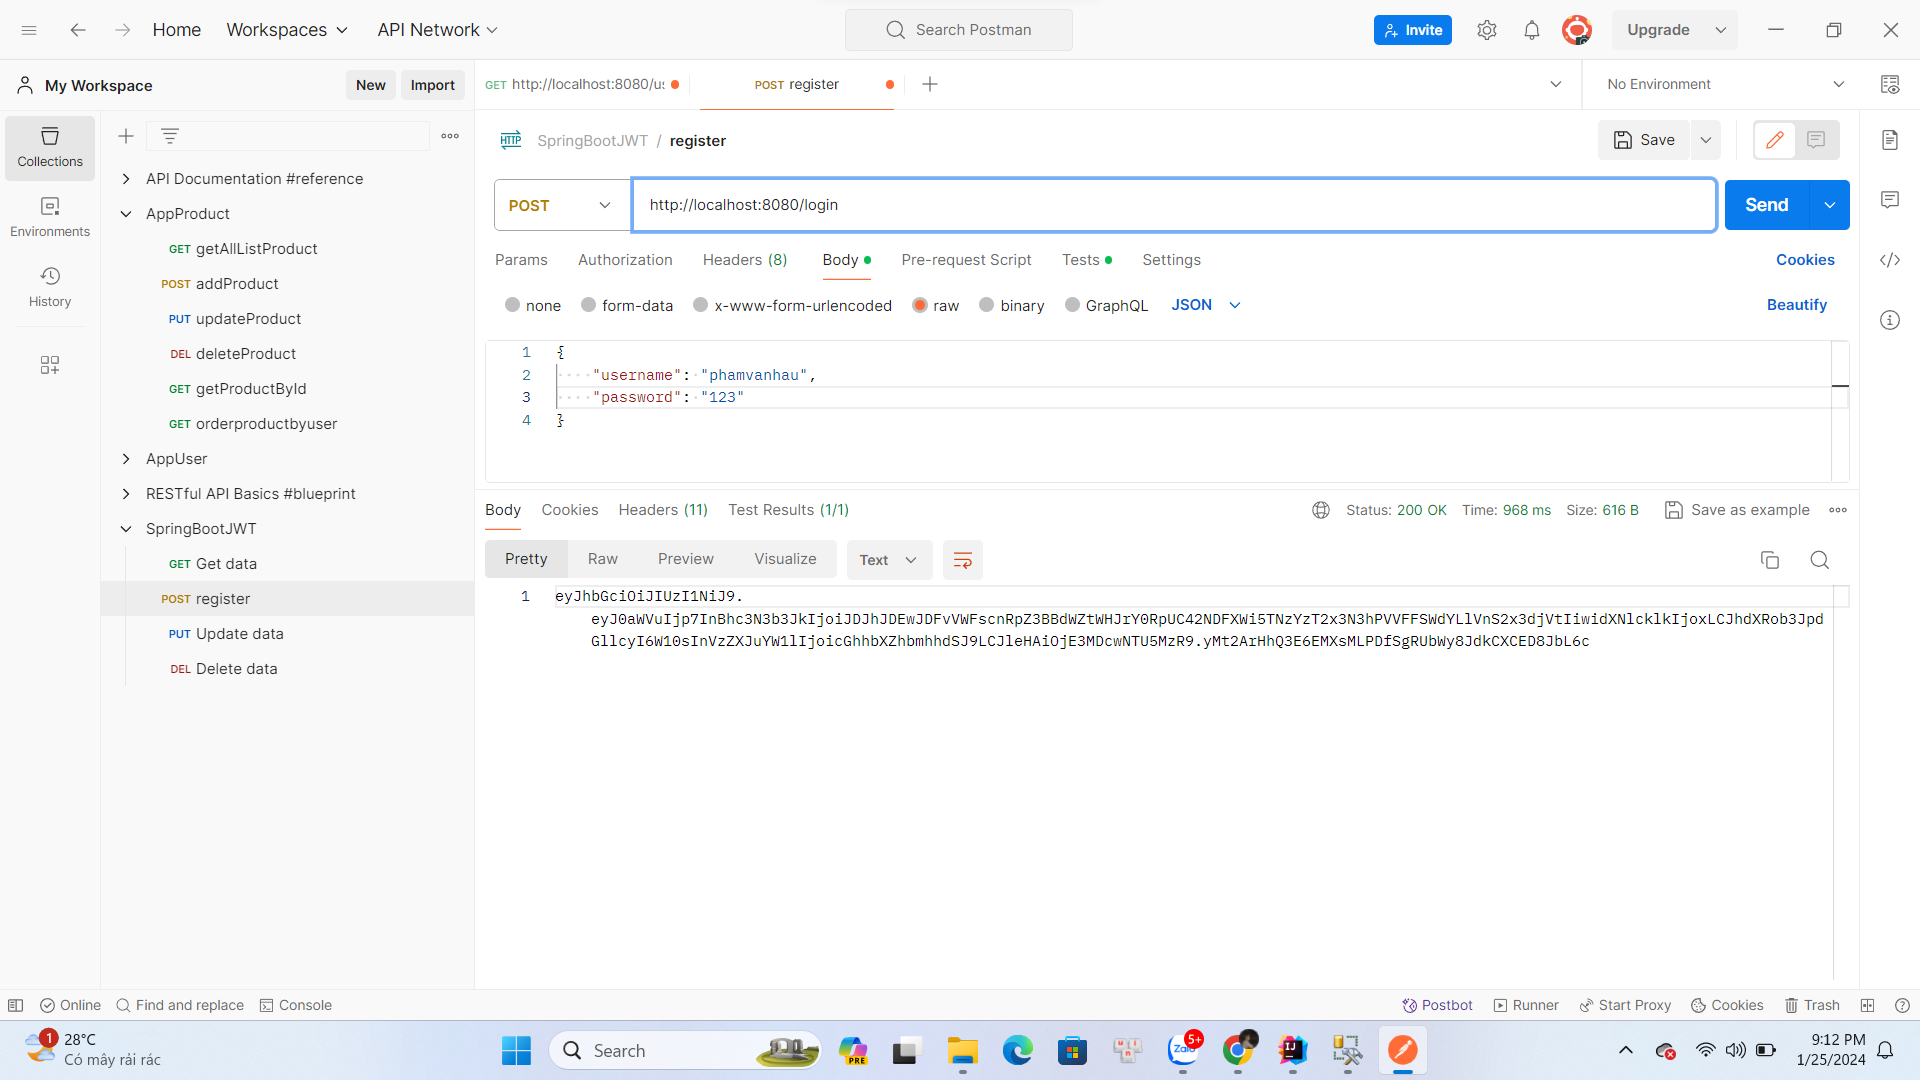 Home
Workspaces
API Network
Search Postman
Invite
Upgrade
My Workspace
New
Import
GET http://localhost:8080/us
POST register
No Environment
Collections
Environments
History
API Documentation #reference
AppProduct
GET getAllListProduct
POST addProduct
PUT updateProduct
DEL deleteProduct
GET getProductById
GET orderproductbyuser
AppUser
RESTful API Basics #blueprint
SpringBootJWT
GET Get data
POST register
PUT Update data
DEL Delete data
HTTP SpringBootJWT / register
Save
POST
http://localhost:8080/login
Send
Params Authorization Headers (8) Body Pre-request Script Tests Settings
Cookies
none form-data x-www-form-urlencoded raw binary GraphQL JSON
Beautify
1 {
2 "username": "phamvanhau",
3 "password": "123"
4 }
Body Cookies Headers (11) Test Results (1/1)
Status: 200 OK Time: 968 ms Size: 616 B
Save as example
Pretty Raw Preview Visualize Text
1 eyJhbGciOiJIUzI1NiJ9.
eyJ0aWVuIjp7InBhc3N3b3JkIjoiJDJhJDEwJDFvVWFscnRpZ3BBdWZtWHJrY0RpUC42NDFXWi5TNzYzT2x3N3hPVVFFSWdYLlVnS2x3djVtIiwidXNlcklkIjoxLCJhdXRob3JpdGllcyI6W10sInVzZXJuYW1lIjoicGhhbXZhbmhhdSJ9LCJleHAiOjE3MDcwNTU5MzR9.yMt2ArHhQ3E6EMXsMLPDfSgRUbWy8JdkCXCED8JbL6c
Online Find and replace Console
Postbot Runner Start Proxy Cookies Trash
1
28°C
Có mây rải rác
Search
PRE
Zalo
5+
9:12 PM
1/25/2024